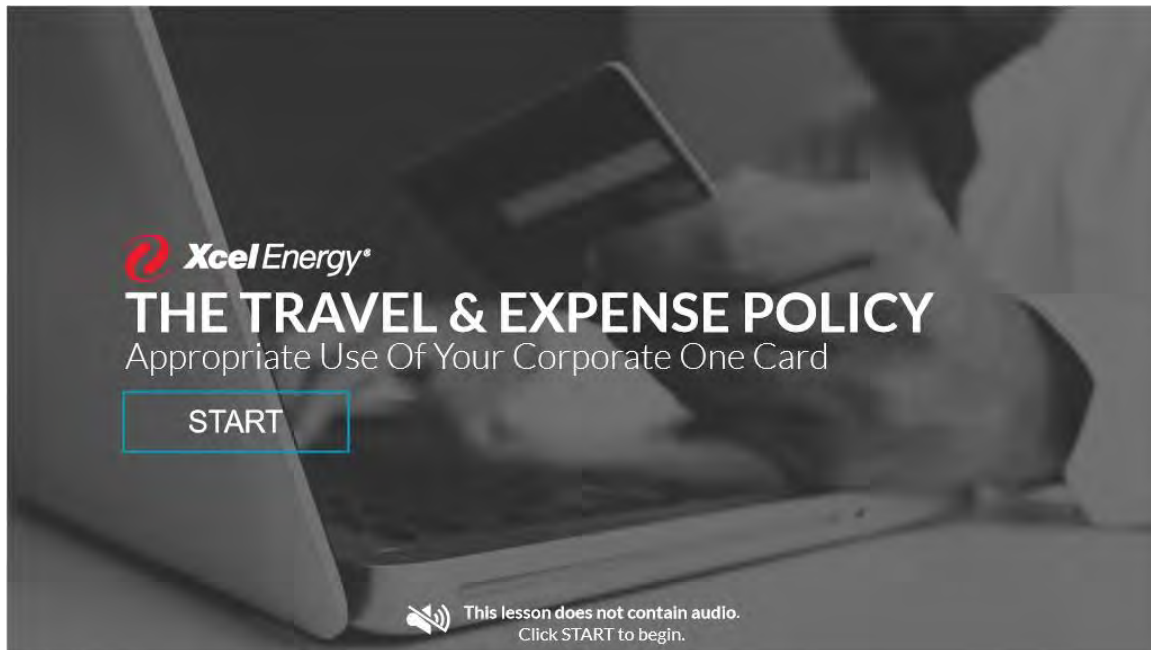 Xcel Energy®
THE TRAVEL & EXPENSE POLICY
Appropriate Use Of Your Corporate One Card
START
This lesson does not contain audio.
Click START to begin.